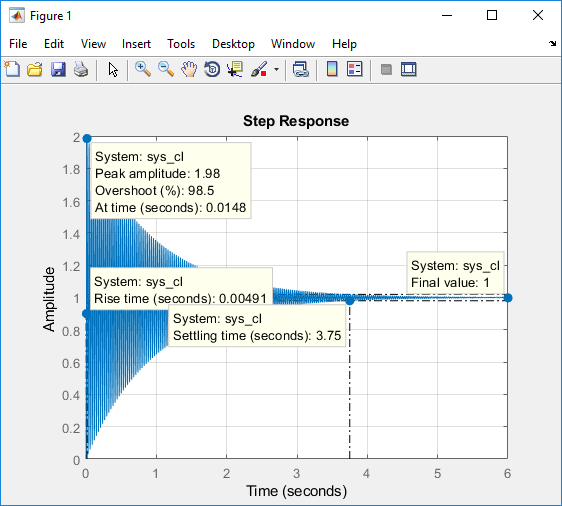 Figure 1
File Edit View Insert Tools Desktop Window Help
Step Response
2
1.8
1.6
1.4
1.2
1
0.8
0.6
0.4
0.2
0
Amplitude
System: sys_cl
Peak amplitude: 1.98
Overshoot (%): 98.5
At time (seconds): 0.0148
System: sys_cl
Final value: 1
System: sys_cl
Rise time (seconds): 0.00491
System: sys_cl
Settling time (seconds): 3.75
0 1 2 3 4 5 6
Time (seconds)